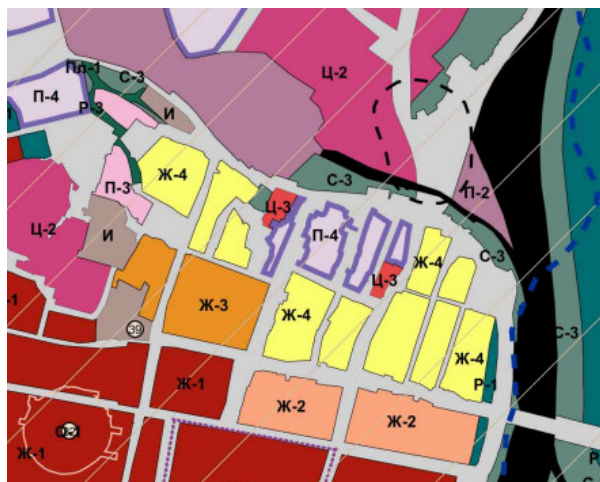 Пл-1
С-3
Ц-2
П-4
Р-3
И
П-3
Ж-4
С-3
П-2
Ц-3
Ц-2
И
П-4
Ж-4
С-3
Ц-3
Ж-3
Ж-4
39
С-3
Ж-4
Ж-1
Р-1
Ж-2
Ж-2
Ж-1